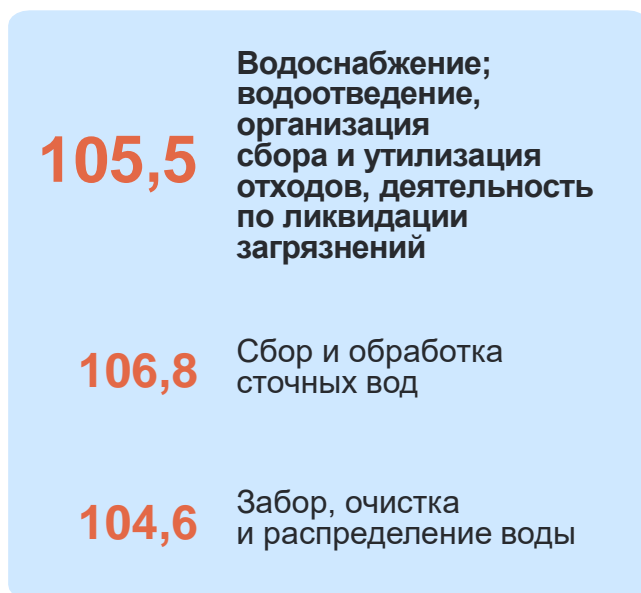 105,5
Водоснабжение;
водоотведение,
организация
сбора и утилизация
отходов, деятельность
по ликвидации
загрязнений
106,8
Сбор и обработка
сточных вод
104,6
Забор, очистка
и распределение воды